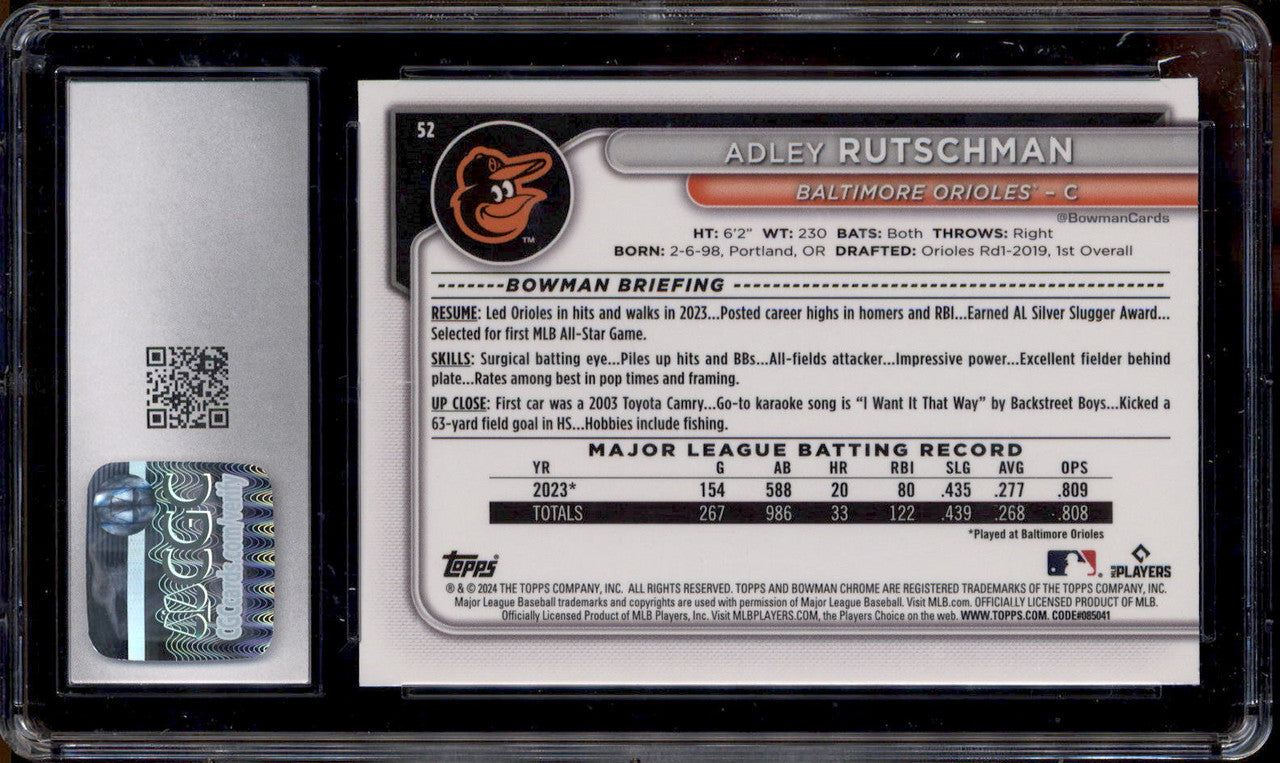 52
ADLEY RUTSCHMAN
BALTIMORE ORIOLES™ – C
@BowmanCards
HT: 6'2" WT: 230 BATS: Both THROWS: Right
BORN: 2-6-98, Portland, OR DRAFTED: Orioles Rd1-2019, 1st Overall
TM
BOWMAN BRIEFING
RESUME: Led Orioles in hits and walks in 2023...Posted career highs in homers and RBI...Earned AL Silver Slugger Award...
Selected for first MLB All-Star Game.
SKILLS: Surgical batting eye...Piles up hits and BBs...All-fields attacker...Impressive power...Excellent fielder behind
plate...Rates among best in pop times and framing.
UP CLOSE: First car was a 2003 Toyota Camry...Go-to karaoke song is “I Want It That Way” by Backstreet Boys...Kicked a
63-yard field goal in HS...Hobbies include fishing.
MAJOR LEAGUE BATTING RECORD
YR G AB HR RBI SLG AVG OPS
2023* 154 588 20 80 .435 .277 .809
TOTALS 267 986 33 122 .439 .268 .808
*Played at Baltimore Orioles
Topps
PLAYERS
® & © 2024 THE TOPPS COMPANY, INC. ALL RIGHTS RESERVED. TOPPS AND BOWMAN CHROME ARE REGISTERED TRADEMARKS OF THE TOPPS COMPANY, INC.
Major League Baseball trademarks and copyrights are used with permission of Major League Baseball. Visit MLB.com. OFFICIALLY LICENSED PRODUCT OF MLB.
Officially Licensed Product of MLB Players, Inc. Visit MLBPLAYERS.COM, the Players Choice on the web. WWW.TOPPS.COM. CODE#085041
CGC
CGCcards.com/verify